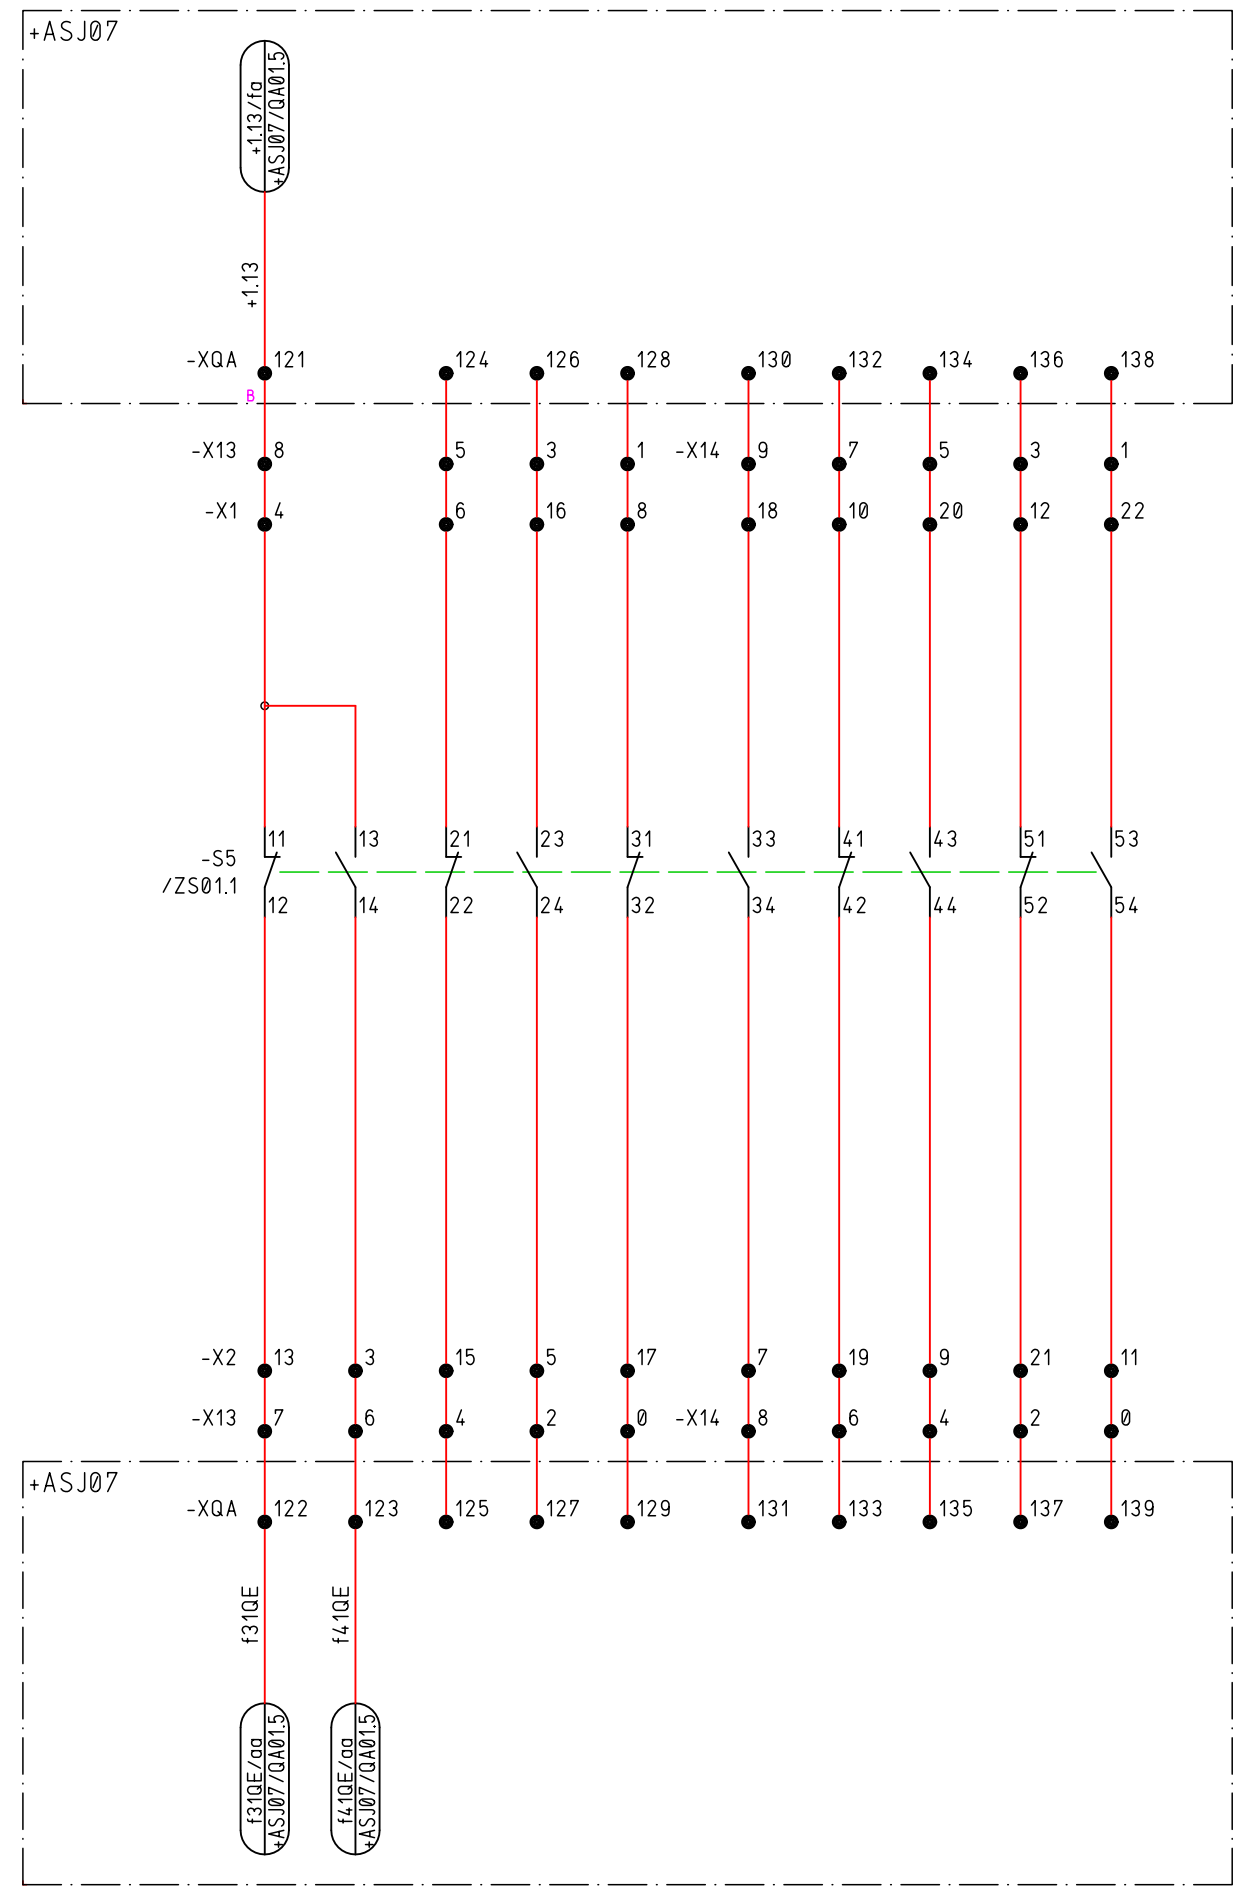 +ASJ07
+1.13/fa
+ASJ07/QA01.5
+1.13
-XQA 121 124 126 128 130 132 134 136 138
B
-X13 8 5 3 1 -X14 9 7 5 3 1
-X1 4 6 16 8 18 10 20 12 22
11 13 21 23 31 33 41 43 51 53
-S5
/ZS01.1
12 14 22 24 32 34 42 44 52 54
-X2 13 3 15 5 17 7 19 9 21 11
-X13 7 6 4 2 0 -X14 8 6 4 2 0
+ASJ07
-XQA 122 123 125 127 129 131 133 135 137 139
f31QE f41QE
f31QE/aa
+ASJ07/QA01.5
f41QE/aa
+ASJ07/QA01.5